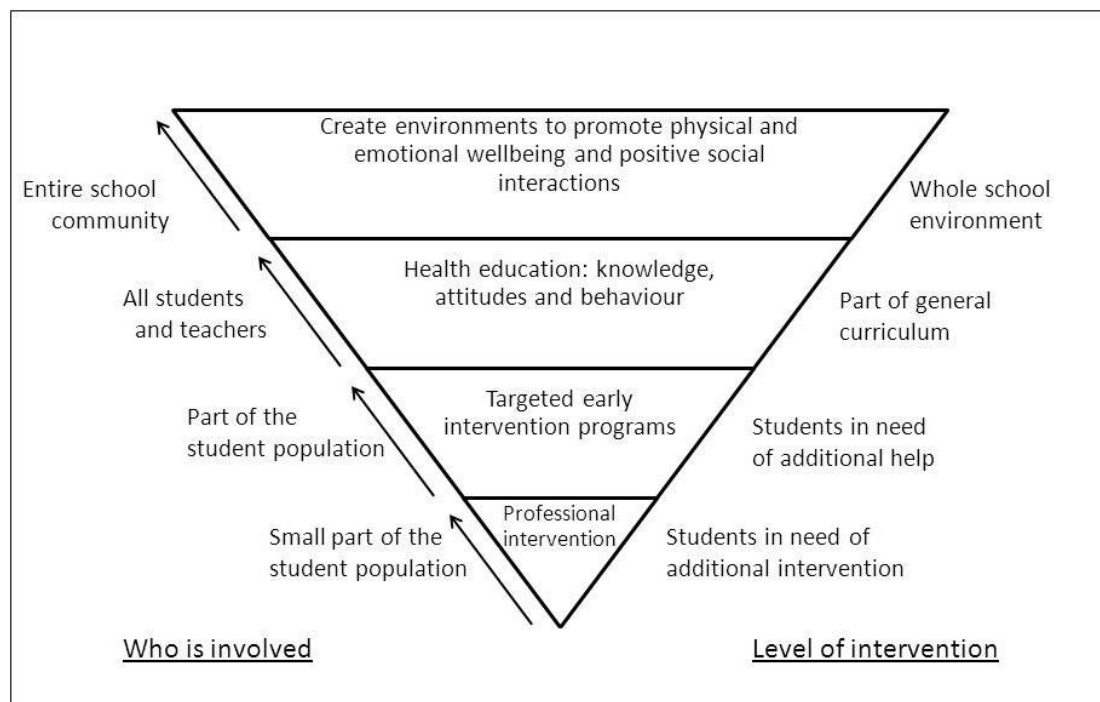 Create environments to promote physical and
emotional wellbeing and positive social
interactions
Entire school
community
Whole school
environment
Health education: knowledge,
attitudes and behaviour
All students
and teachers
Part of general
curriculum
Targeted early
intervention programs
Part of the
student population
Students in need
of additional help
Professional
intervention
Small part of the
student population
Students in need of
additional intervention
Who is involved
Level of intervention